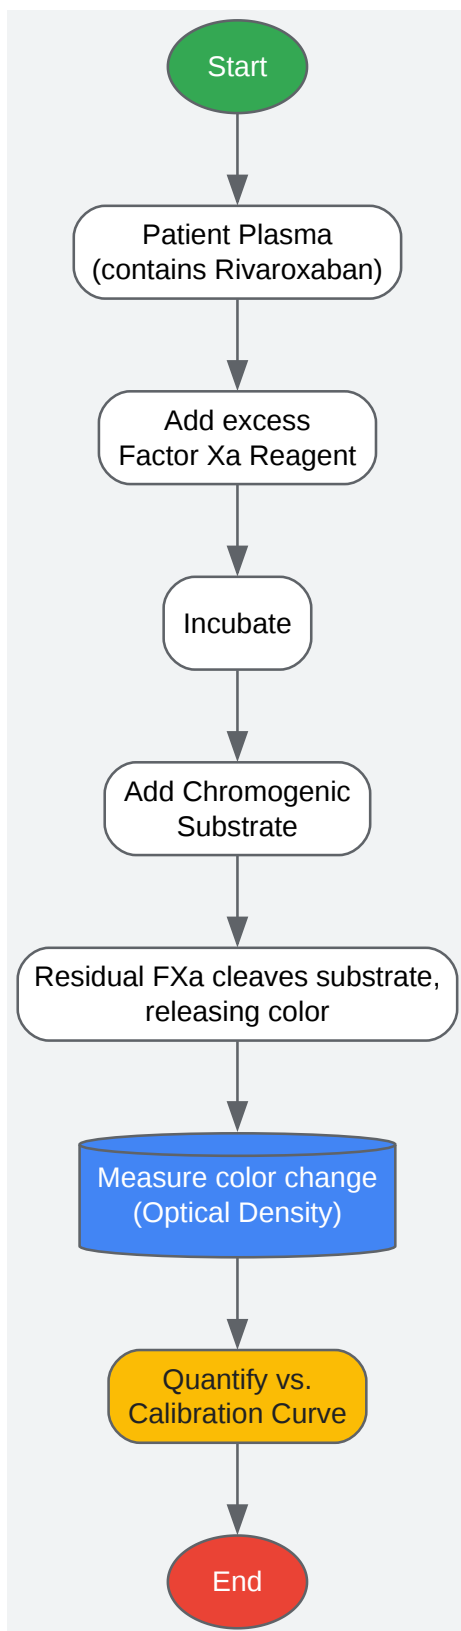 Start
Patient Plasma
(contains Rivaroxaban)
Add excess
Factor Xa Reagent
Incubate
Add Chromogenic
Substrate
Residual FXa cleaves substrate,
releasing color
Measure color change
(Optical Density)
Quantify vs.
Calibration Curve
End